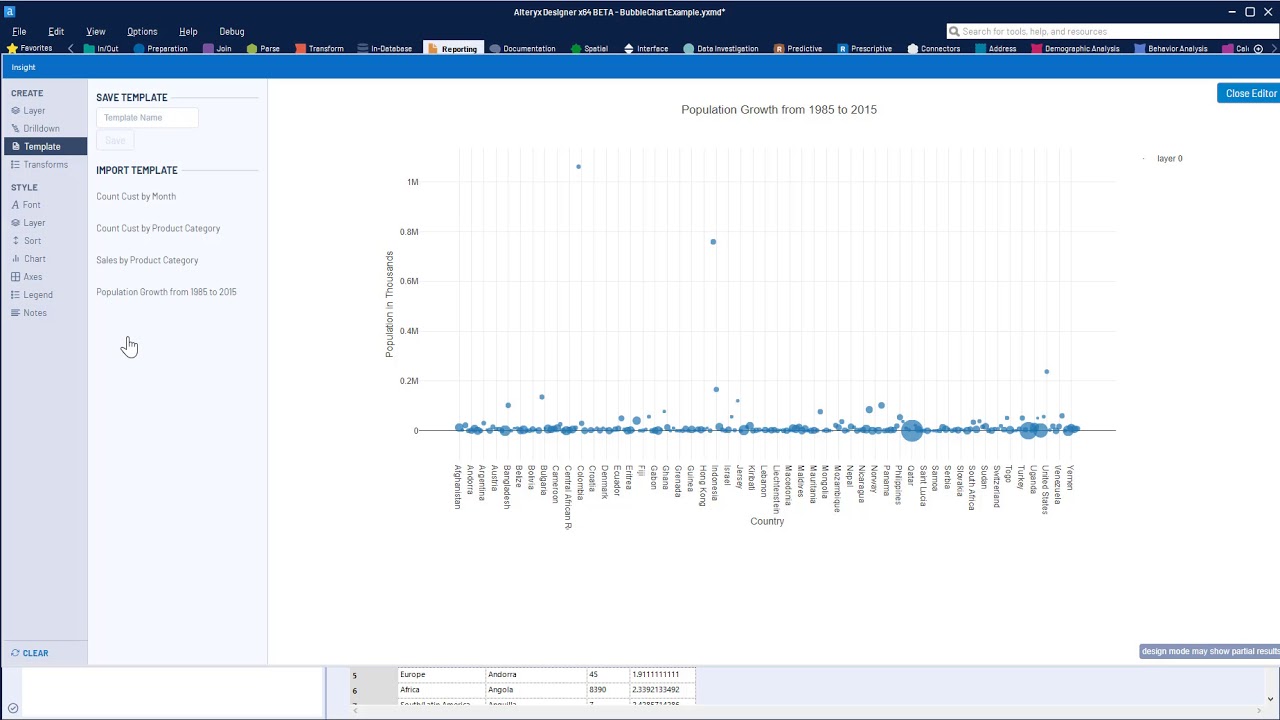 a
Alteryx Designer x64 BETA - BubbleChartExample.yxmd*
File Edit View Options Help Debug
Search for tools, help, and resources
Favorites In/Out Preparation Join Parse Transform In-Database Reporting Documentation Spatial Interface Data Investigation Predictive Prescriptive Connectors Address Demographic Analysis Behavior Analysis Calc
Insight
CREATE
Layer
Drilldown
Template
Transforms
STYLE
Font
Layer
Sort
Chart
Axes
Legend
Notes
CLEAR
SAVE TEMPLATE
Template Name
Save
IMPORT TEMPLATE
Count Cust by Month
Count Cust by Product Category
Sales by Product Category
Population Growth from 1985 to 2015
Close Editor
Population Growth from 1985 to 2015
layer 0
Population in Thousands
1M
0.8M
0.6M
0.4M
0.2M
0
Afghanistan
Andorra
Argentina
Austria
Bangladesh
Belize
Bolivia
Bulgaria
Cameroon
Central African R
Colombia
Croatia
Denmark
Ecuador
Eritrea
Fiji
Gabon
Ghana
Grenada
Guinea
Hong Kong
Indonesia
Israel
Jersey
Kiribati
Lebanon
Liechtenstein
Macedonia
Maldives
Mauritania
Mongolia
Mozambique
Nepal
Nicaragua
Norway
Panama
Philippines
Qatar
Saint Lucia
Samoa
Serbia
Slovakia
South Africa
Sudan
Switzerland
Togo
Turkey
Uganda
United States
Venezuela
Yemen
Country
design mode may show partial results
5 Europe Andorra 45 1.9111111111
6 Africa Angola 8390 2.3392133492
South/Latin America Anguilla 7 2.4285714286